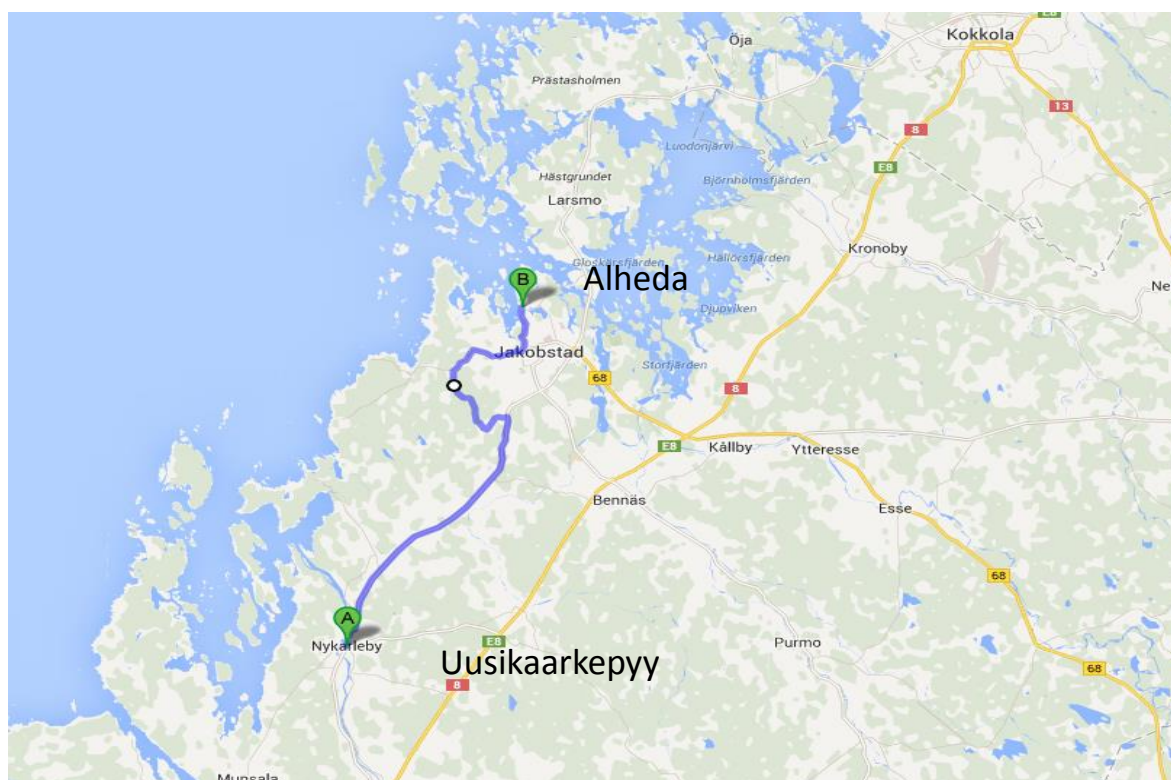 E8
Öja
Kokkola
Prästasholmen
13
8
Luodonjärvi
E8
Hästgrundet
Björnholmsfjärden
Larsmo
Kronoby
Gloskärsfjärden
Hällörsfjärden
B
Alheda
Ne
Djupviken
Jakobstad
Storfjärden
68
8
E8
Kållby
Ytteresse
Bennäs
Esse
68
A
Nykarleby
E8
Purmo
Uusikaarkepyy
68
8
Munsala